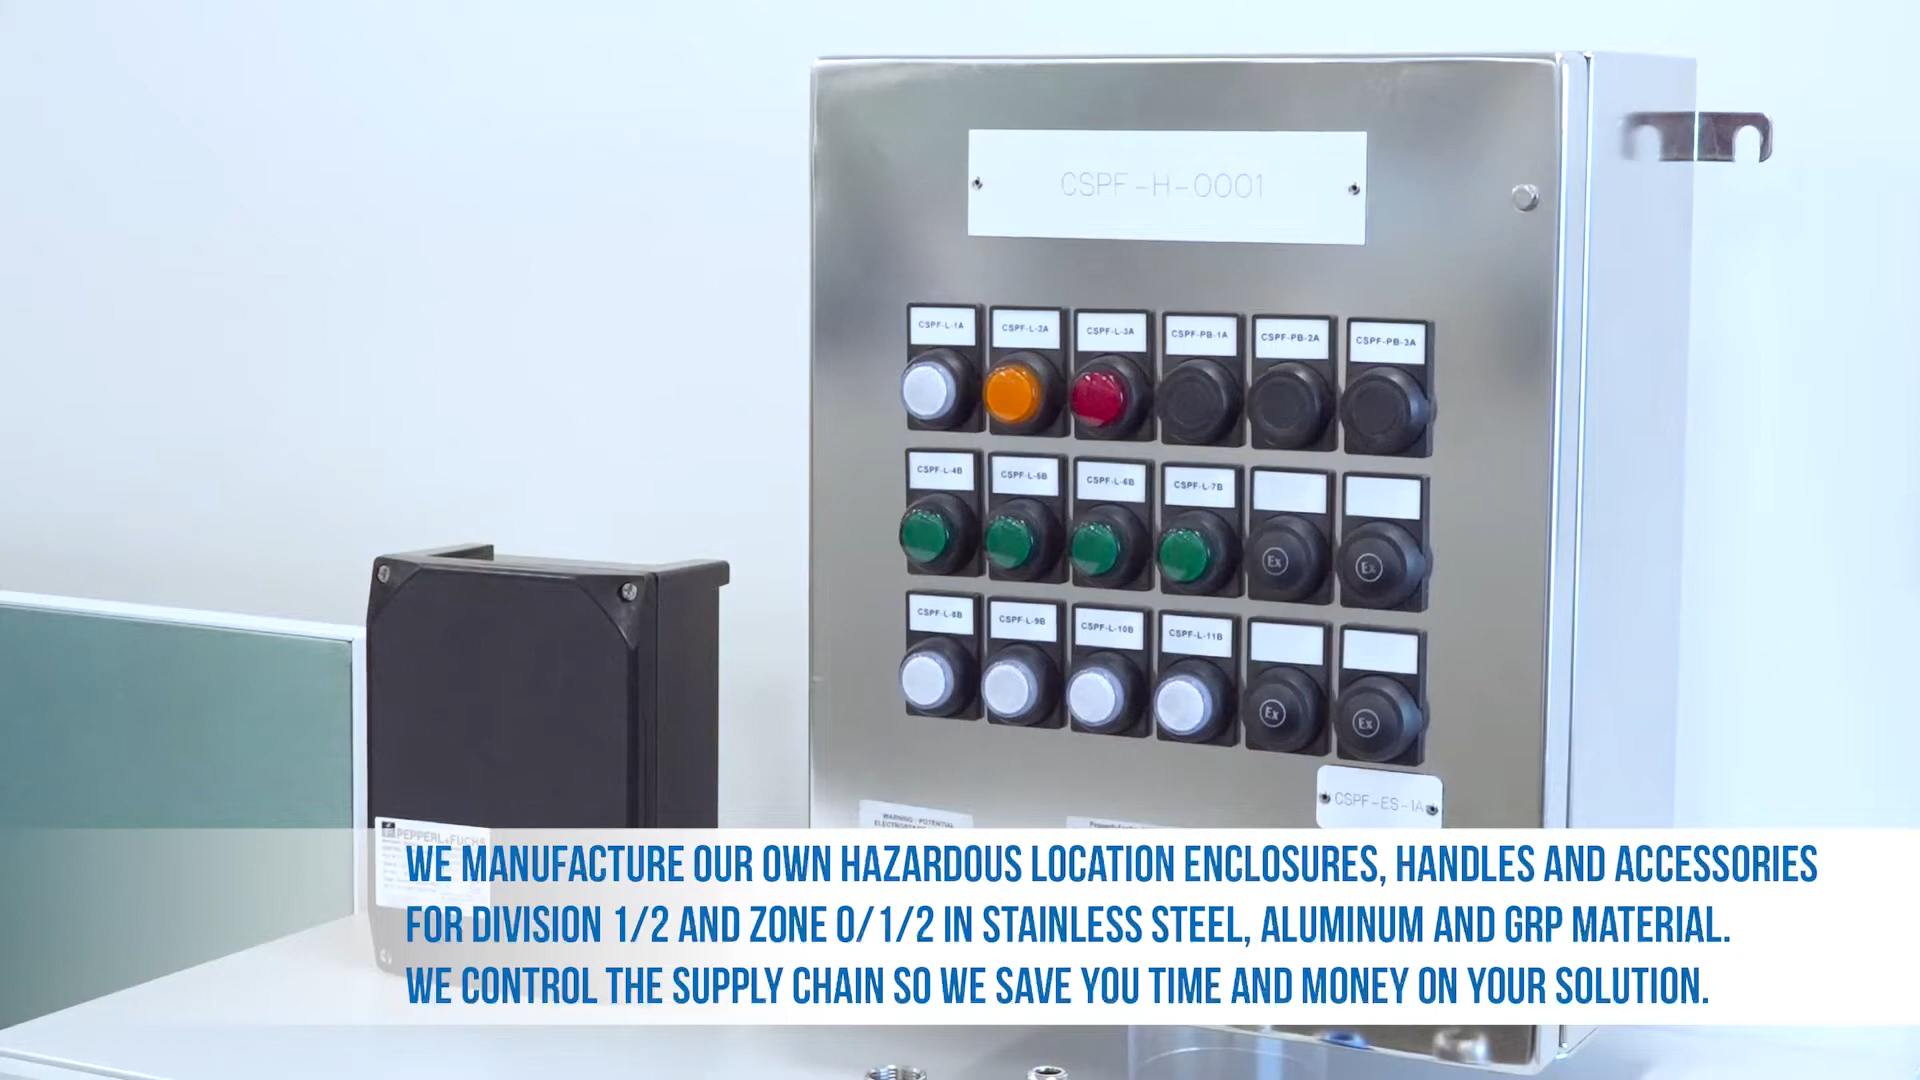 CSPF-H-0001
CSPF-L-1A CSPF-L-2A CSPF-L-3A CSPF-PB-1A CSPF-PB-2A CSPF-PB-3A
CSPF-L-4B CSPF-L-5B CSPF-L-6B CSPF-L-7B
Ex Ex
CSPF-L-8B CSPF-L-9B CSPF-L-10B CSPF-L-11B
Ex Ex
CSPF-ES-1A
WARNING - POTENTIAL
PEPPERL+FUCHS
WE MANUFACTURE OUR OWN HAZARDOUS LOCATION ENCLOSURES, HANDLES AND ACCESSORIES
FOR DIVISION 1/2 AND ZONE 0/1/2 IN STAINLESS STEEL, ALUMINUM AND GRP MATERIAL.
WE CONTROL THE SUPPLY CHAIN SO WE SAVE YOU TIME AND MONEY ON YOUR SOLUTION.